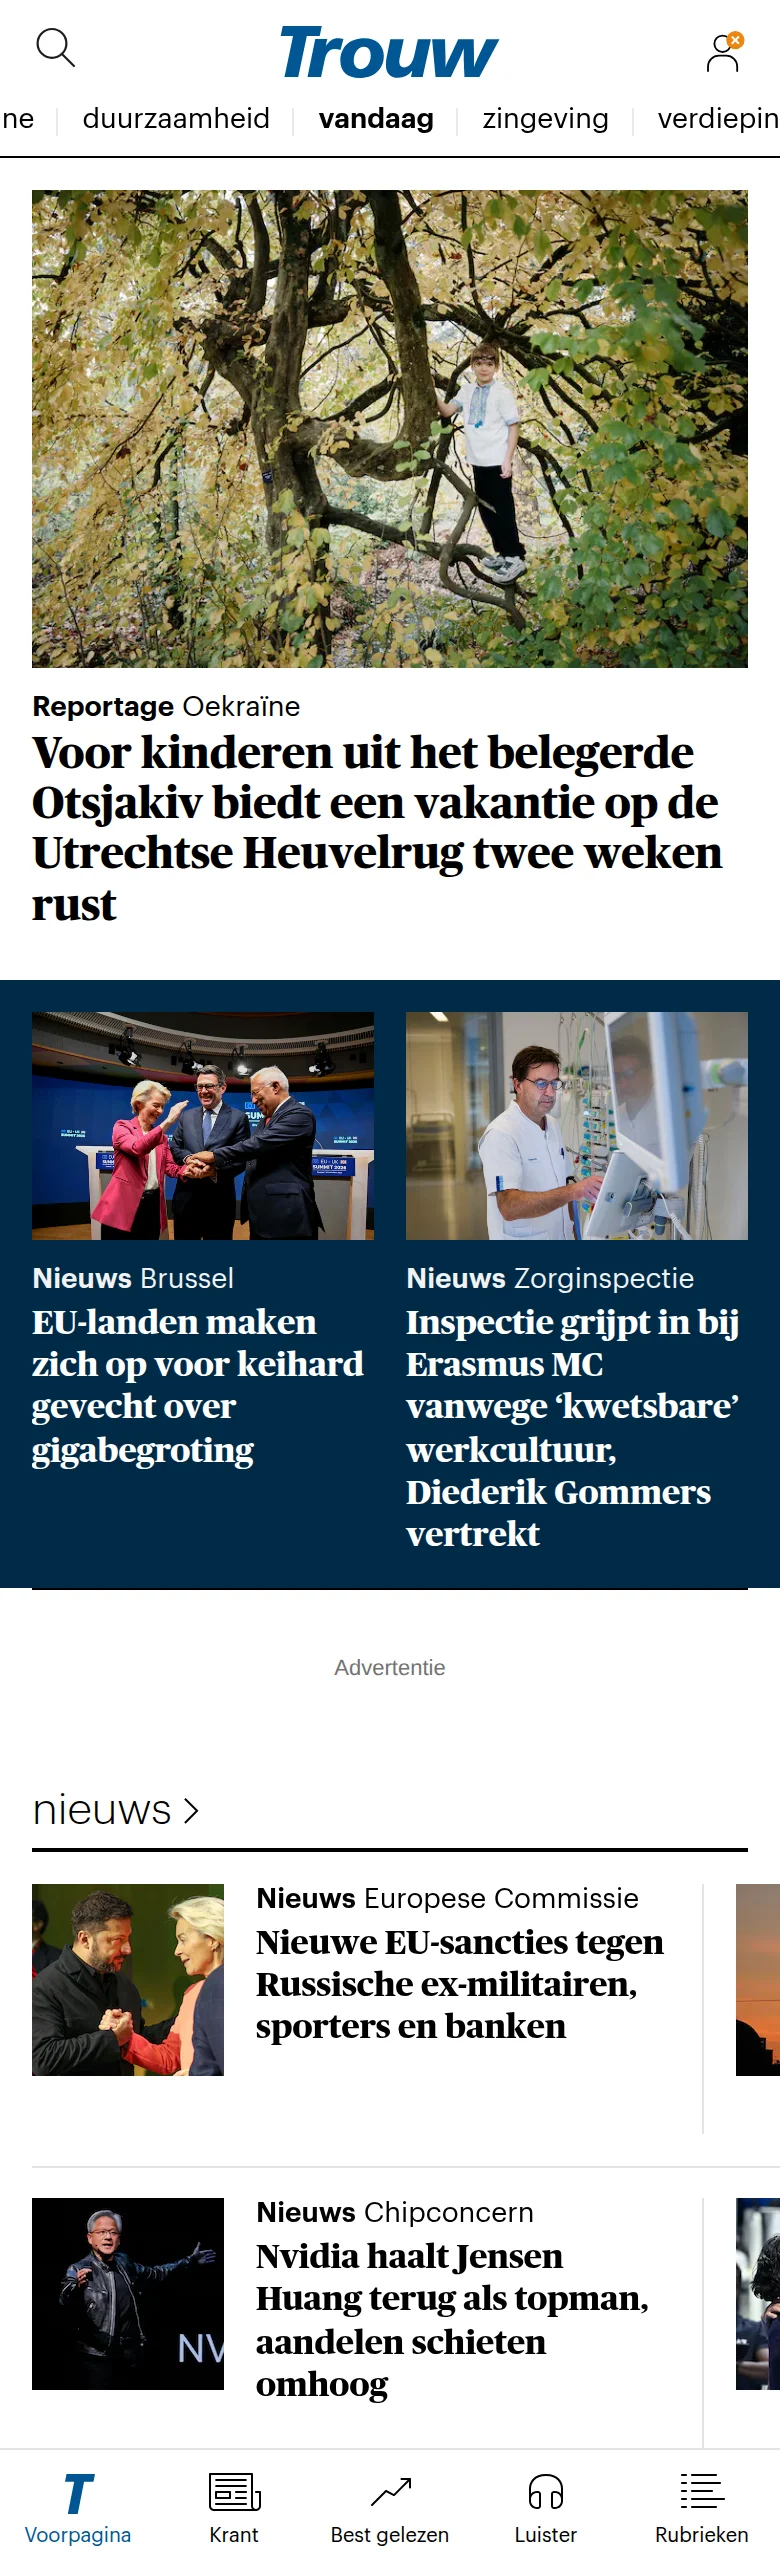 Trouw
ne
duurzaamheid
vandaag
zingeving
verdiepin
Reportage Oekraïne
Voor kinderen uit het belegerde
Otsjakiv biedt een vakantie op de
Utrechtse Heuvelrug twee weken
rust
Nieuws Brussel
EU-landen maken
zich op voor keihard
gevecht over
gigabegroting
Nieuws Zorginspectie
Inspectie grijpt in bij
Erasmus MC
vanwege ‘kwetsbare’
werkcultuur,
Diederik Gommers
vertrekt
Advertentie
nieuws
Nieuws Europese Commissie
Nieuwe EU-sancties tegen
Russische ex-militairen,
sporters en banken
NV
Nieuws Chipconcern
Nvidia haalt Jensen
Huang terug als topman,
aandelen schieten
omhoog
T
Voorpagina
Krant
Best gelezen
Luister
Rubrieken